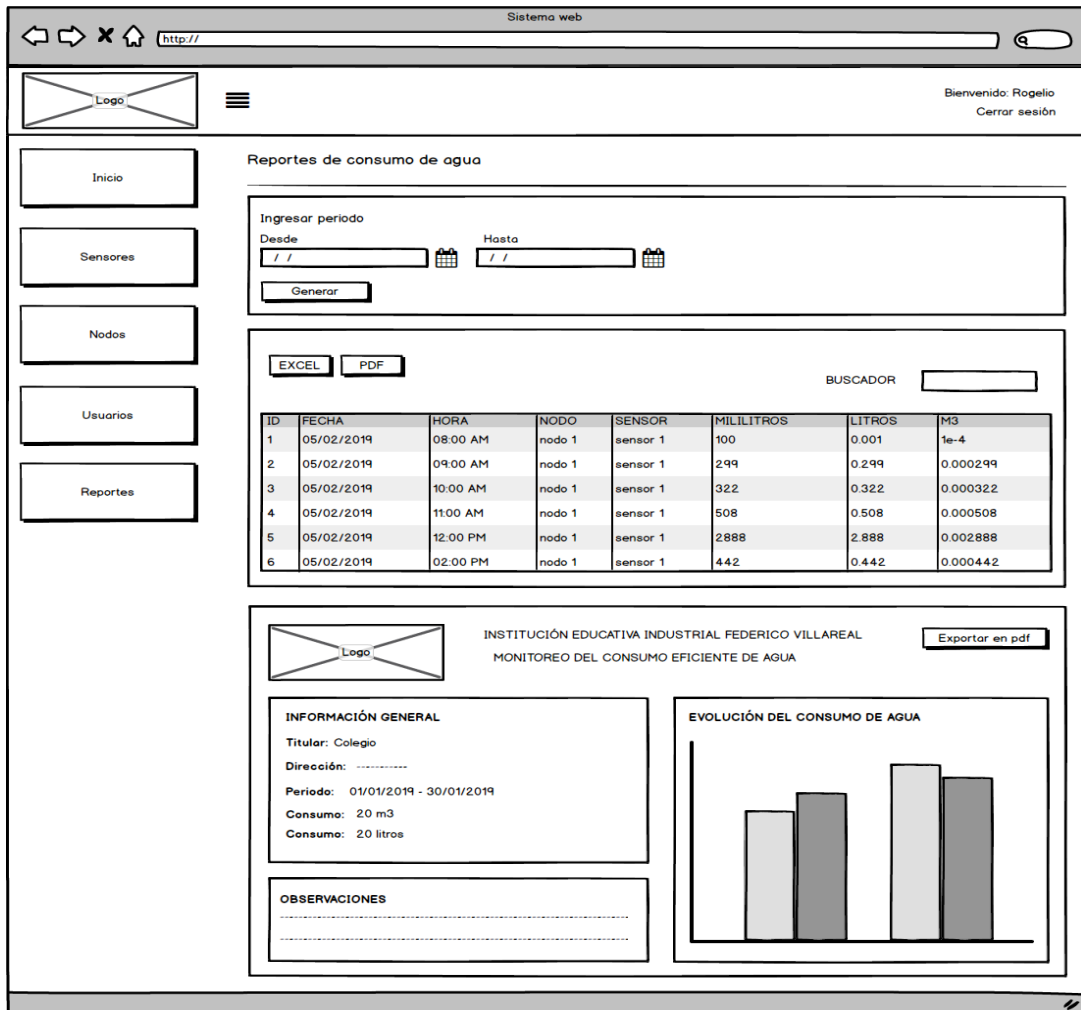 Sistema web
http://
Logo
Bienvenido: Rogelio
Cerrar sesión
Inicio
Sensores
Nodos
Usuarios
Reportes
Reportes de consumo de agua
Ingresar periodo
Desde Hasta
/ / / /
Generar
EXCEL PDF
BUSCADOR
ID FECHA HORA NODO SENSOR MILILITROS LITROS M3
1 05/02/2019 08:00 AM nodo 1 sensor 1 100 0.001 1e-4
2 05/02/2019 09:00 AM nodo 1 sensor 1 299 0.299 0.000299
3 05/02/2019 10:00 AM nodo 1 sensor 1 322 0.322 0.000322
4 05/02/2019 11:00 AM nodo 1 sensor 1 508 0.508 0.000508
5 05/02/2019 12:00 PM nodo 1 sensor 1 2888 2.888 0.002888
6 05/02/2019 02:00 PM nodo 1 sensor 1 442 0.442 0.000442
Logo
INSTITUCIÓN EDUCATIVA INDUSTRIAL FEDERICO VILLAREAL
MONITOREO DEL CONSUMO EFICIENTE DE AGUA
Exportar en pdf
INFORMACIÓN GENERAL
Titular: Colegio
Dirección: -----------
Periodo: 01/01/2019 - 30/01/2019
Consumo: 20 m3
Consumo: 20 litros
OBSERVACIONES
EVOLUCIÓN DEL CONSUMO DE AGUA